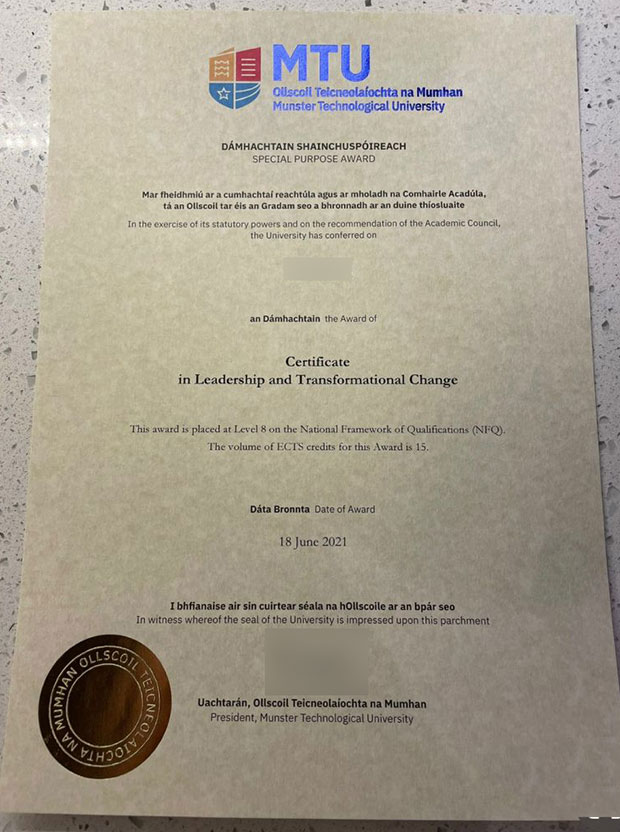 MTU
Ollscoil Teicneolaíochta na Mumhan
Munster Technological University
DÁMHACHTAIN SHAINCHUSPÓIREACH
SPECIAL PURPOSE AWARD
Mar fheidhmiú ar a cumhachtaí reachtúla agus ar mholadh na Comhairle Acadúla,
tá an Ollscoil tar éis an Gradam seo a bhronnadh ar an duine thíosluaite
In the exercise of its statutory powers and on the recommendation of the Academic Council,
the University has conferred on
an Dámhachtain the Award of
Certificate
in Leadership and Transformational Change
This award is placed at Level 8 on the National Framework of Qualifications (NFQ).
The volume of ECTS credits for this Award is 15.
Dáta Bronnta Date of Award
18 June 2021
I bhfianaise air sin cuirtear séala na hOllscoile ar an bpár seo
In witness whereof the seal of the University is impressed upon this parchment
Uachtarán, Ollscoil Teicneolaíochta na Mumhan
President, Munster Technological University
OLLSCOIL TEICNEOLAÍOCHTA NA MUMHAN